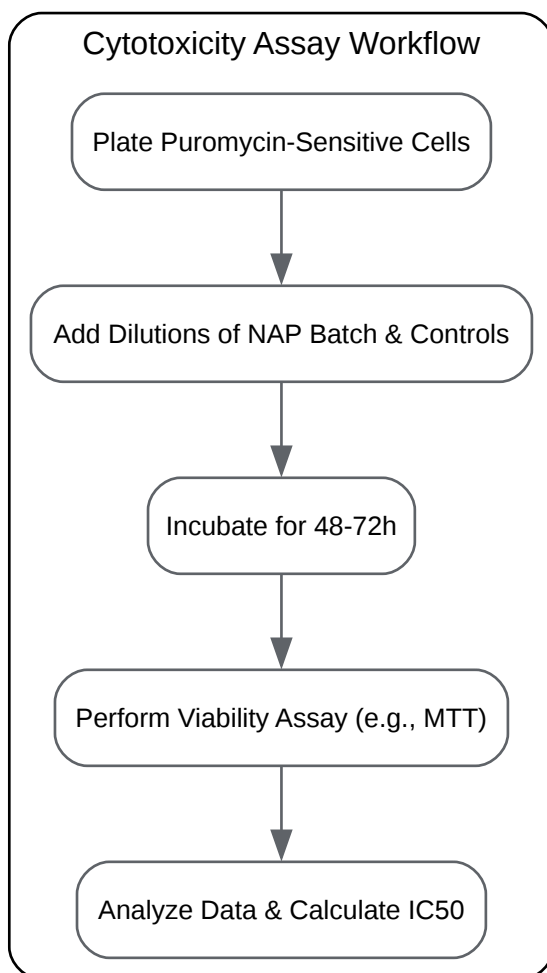 Cytotoxicity Assay Workflow
Plate Puromycin-Sensitive Cells
Add Dilutions of NAP Batch & Controls
Incubate for 48-72h
Perform Viability Assay (e.g., MTT)
Analyze Data & Calculate IC50